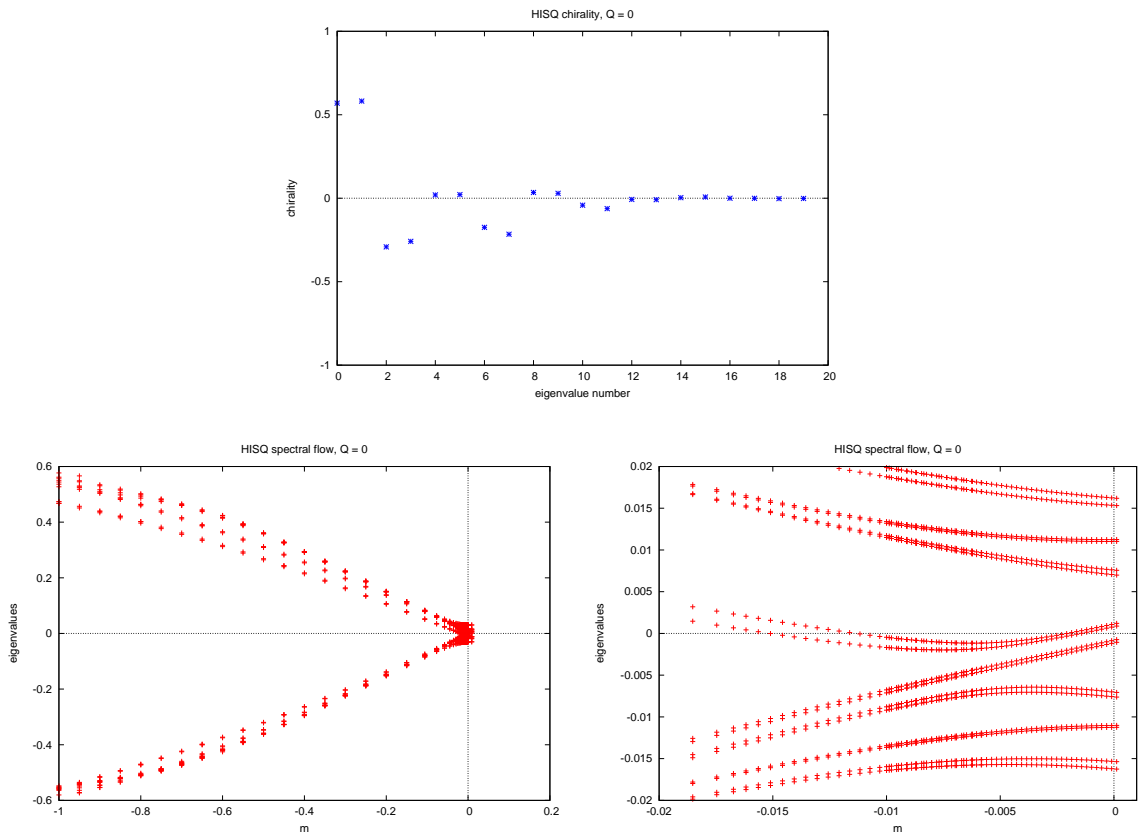 HISQ chirality, Q = 0
1
0.5
0
-0.5
-1
chirality
0 2 4 6 8 10 12 14 16 18 20
eigenvalue number
HISQ spectral flow, Q = 0
0.6
0.4
0.2
0
-0.2
-0.4
-0.6
eigenvalues
-1 -0.8 -0.6 -0.4 -0.2 0 0.2
m
HISQ spectral flow, Q = 0
0.02
0.015
0.01
0.005
0
-0.005
-0.01
-0.015
-0.02
eigenvalues
-0.02 -0.015 -0.01 -0.005 0
m